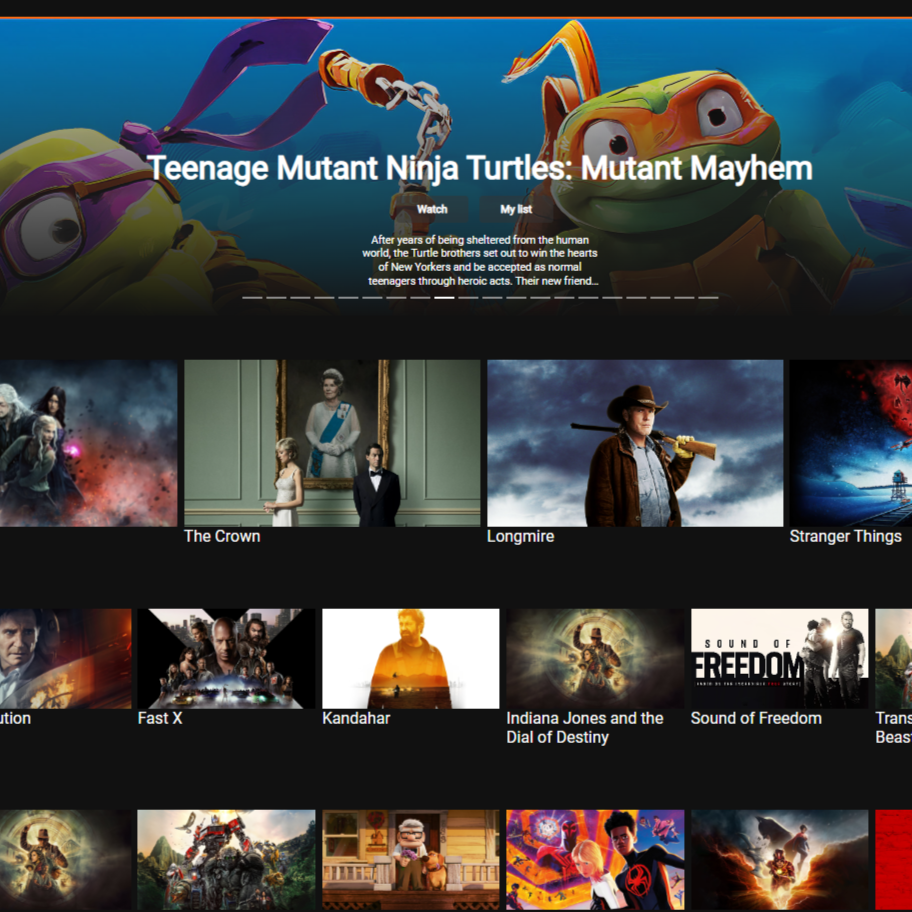 Teenage Mutant Ninja Turtles: Mutant Mayhem
Watch
My list
After years of being sheltered from the human
world, the Turtle brothers set out to win the hearts
of New Yorkers and be accepted as normal
teenagers through heroic acts. Their new friend...
The Crown
Longmire
Stranger Things
SOUND OF
FREEDOM
ution
Fast X
Kandahar
Indiana Jones and the
Dial of Destiny
Sound of Freedom
Trans
Beast